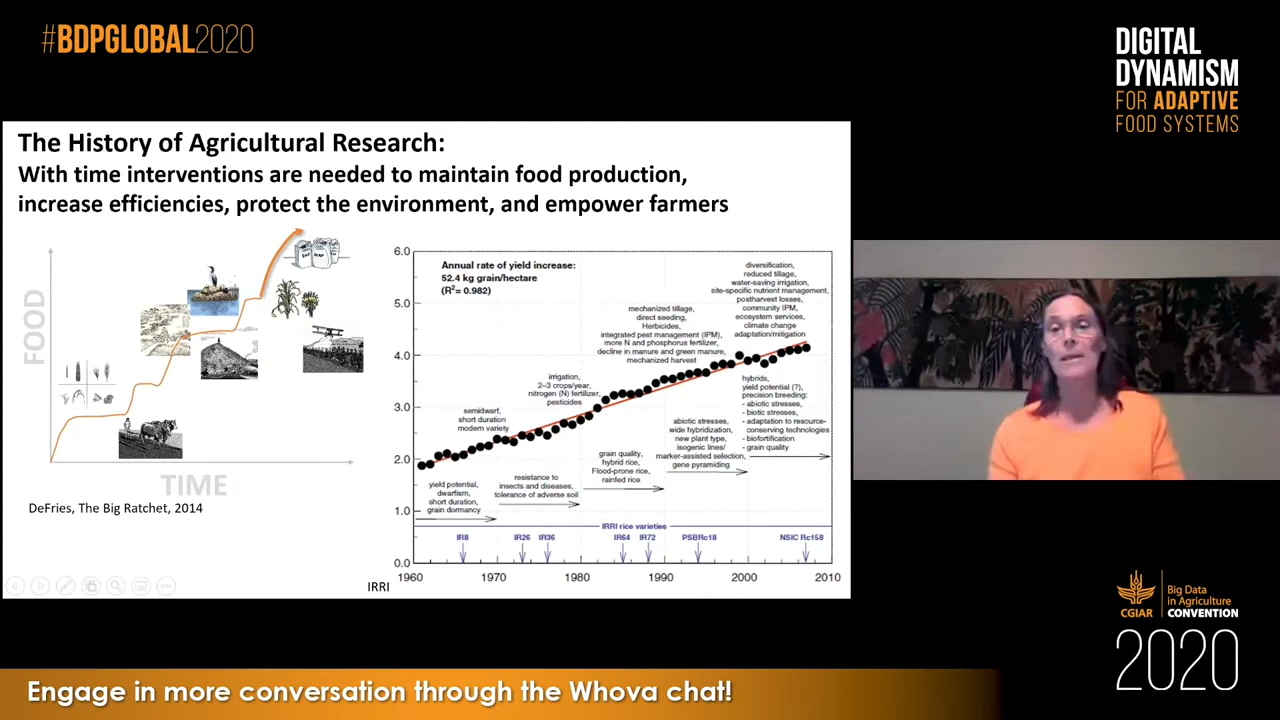 #BDPGLOBAL2020
DIGITAL
DYNAMISM
FOR ADAPTIVE
FOOD SYSTEMS
The History of Agricultural Research:
With time interventions are needed to maintain food production,
increase efficiencies, protect the environment, and empower farmers
FOOD
TIME
DeFries, The Big Ratchet, 2014
6.0
5.0
4.0
3.0
2.0
1.0
0.0
Annual rate of yield increase:
52.4 kg grain/hectare
(R²= 0.982)
diversification,
reduced tillage,
water-saving irrigation,
site-specific nutrient management,
postharvest losses,
community IPM,
ecosystem services,
climate change
adaptation/mitigation
mechanized tillage,
direct seeding,
Herbicides,
integrated pest management (IPM),
more N and phosphorus fertilizer,
decline in manure and green manure,
mechanized harvest
irrigation,
2–3 crops/year,
nitrogen (N) fertilizer,
pesticides
semidwarf,
short duration
modern variety
hybrids,
yield potential (?),
precision breeding:
- abiotic stresses,
- biotic stresses,
- adaptation to resource-
conserving technologies
- biofortification
- grain quality
abiotic stresses,
wide hybridization,
new plant type,
isogenic lines/
marker-assisted selection,
gene pyramiding
grain quality,
hybrid rice,
Flood-prone rice,
rainfed rice
resistance to
insects and diseases,
tolerance of adverse soil
yield potential,
dwarfism,
short duration,
grain dormancy
IRRI rice varieties
IR8 IR26 IR36 IR64 IR72 PSBRc18 NSIC Rc158
1960 1970 1980 1990 2000 2010
IRRI
CGIAR
Big Data
in Agriculture
CONVENTION
2020
Engage in more conversation through the Whova chat!